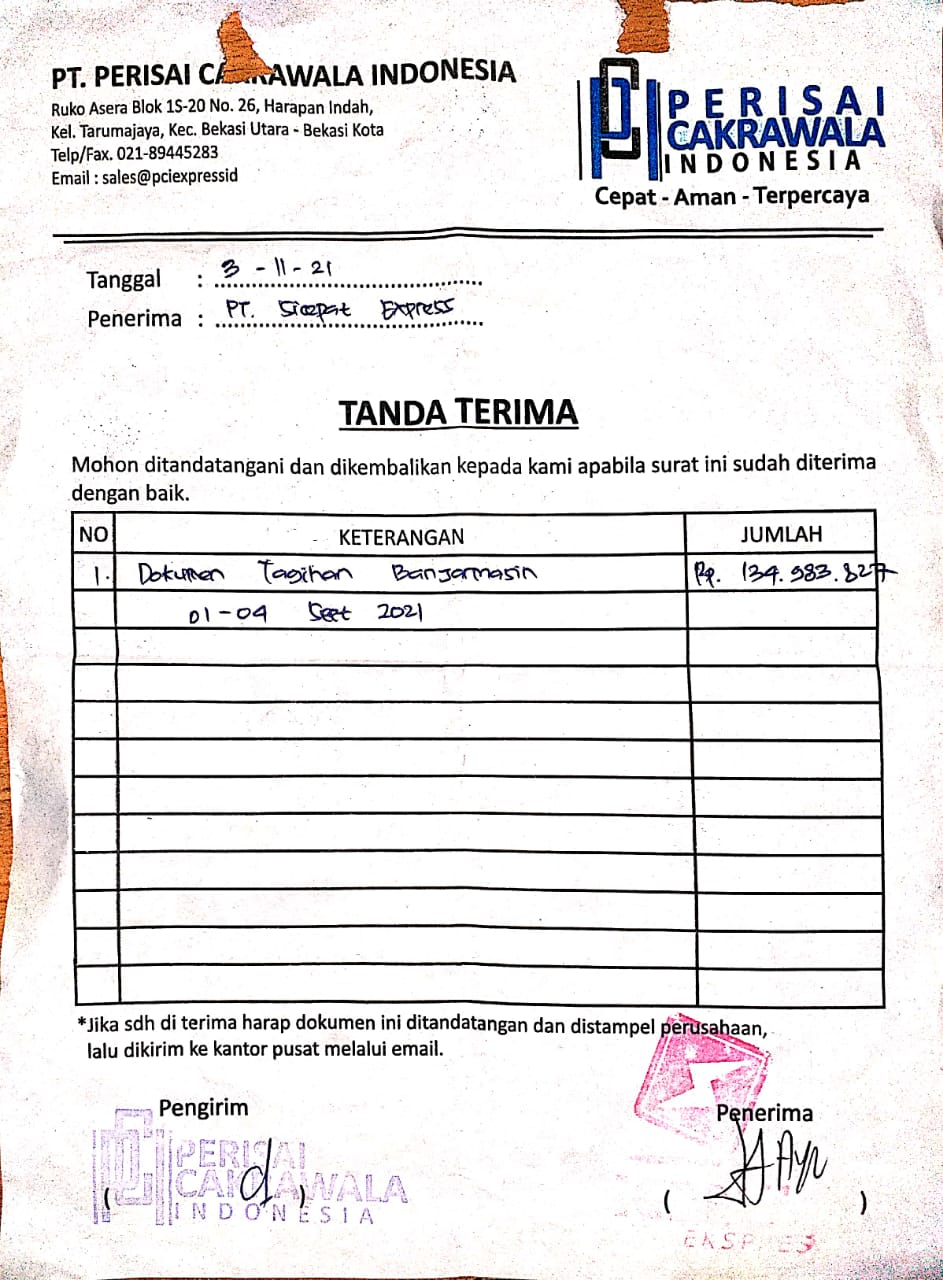 PT. PERISAI CAKRAWALA INDONESIA
Ruko Asera Blok 1S-20 No. 26, Harapan Indah,
Kel. Tarumajaya, Kec. Bekasi Utara - Bekasi Kota
Telp/Fax. 021-89445283
Email : sales@pciexpressid
PERISAI
CAKRAWALA
INDONESIA
Cepat - Aman - Terpercaya
Tanggal : 3 - 11 - 21
Penerima : PT. Sicepat Express
TANDA TERIMA
Mohon ditandatangani dan dikembalikan kepada kami apabila surat ini sudah diterima
dengan baik.
NO KETERANGAN JUMLAH
1. Dokumen Tagihan Banjarmasin Rp. 134.983.827
01 - 04 Sept 2021
*Jika sdh di terima harap dokumen ini ditandatangan dan distampel perusahaan,
lalu dikirim ke kantor pusat melalui email.
Pengirim Penerima
PERISAI
CAKRAWALA
INDONESIA
( ) ( Ayu )